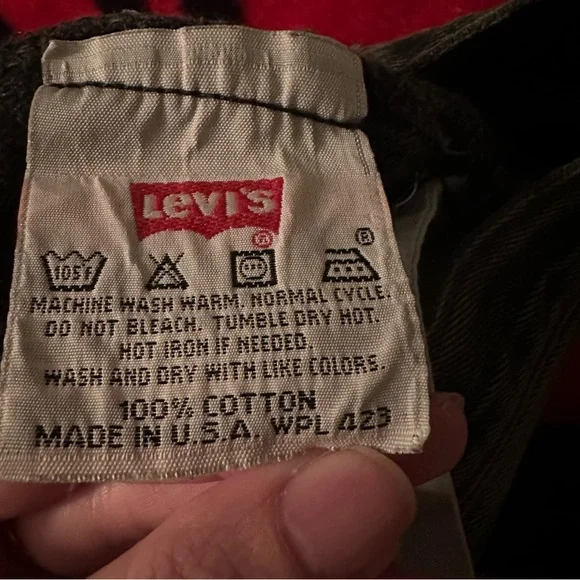 LEVI'S
®
®
105°F
MACHINE WASH WARM. NORMAL CYCLE.
DO NOT BLEACH. TUMBLE DRY HOT.
HOT IRON IF NEEDED.
WASH AND DRY WITH LIKE COLORS.
100% COTTON
MADE IN U.S.A. WPL 423